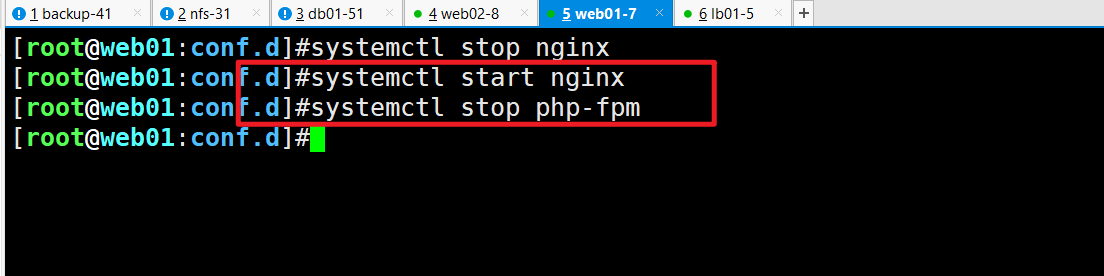 1 backup-41 2 nfs-31 3 db01-51 4 web02-8 5 web01-7 6 lb01-5
[root@web01:conf.d]#systemctl stop nginx
[root@web01:conf.d]#systemctl start nginx
[root@web01:conf.d]#systemctl stop php-fpm
[root@web01:conf.d]#